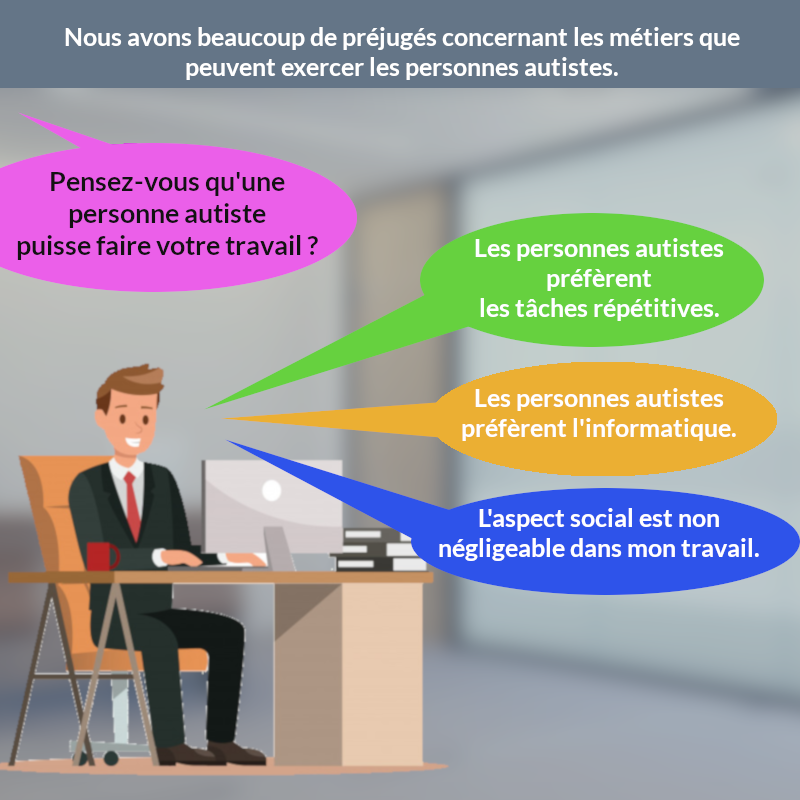 Nous avons beaucoup de préjugés concernant les métiers que
peuvent exercer les personnes autistes.
Pensez-vous qu'une
personne autiste
puisse faire votre travail ?
Les personnes autistes
préfèrent
les tâches répétitives.
Les personnes autistes
préfèrent l'informatique.
L'aspect social est non
négligeable dans mon travail.